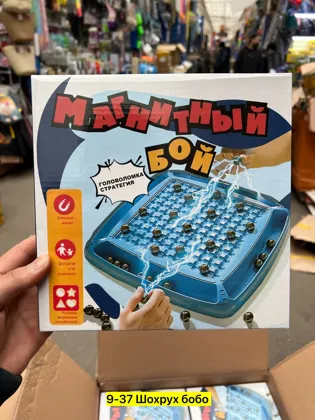 МАГНИТНЫЙ
БОЙ
ГОЛОВОЛОМКА
СТРАТЕГИЯ
9-37 Шохрух бобо